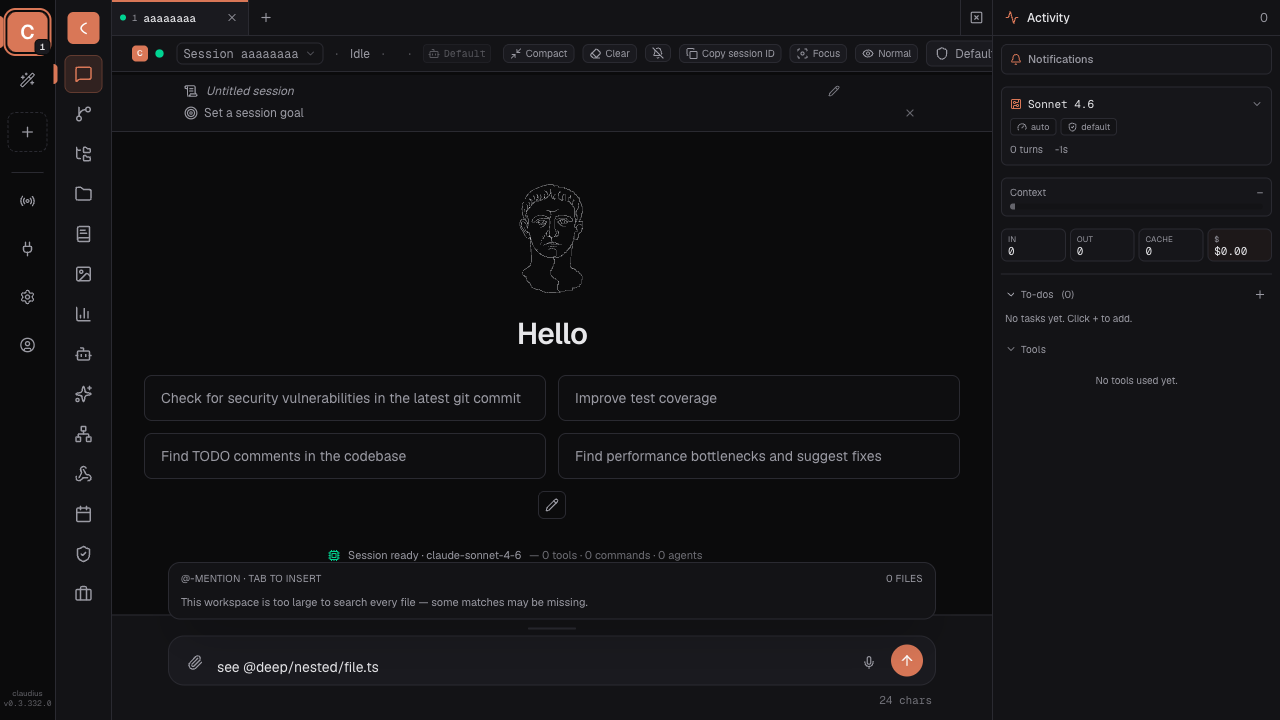 C
1
1 aaaaaaaa
C
Session aaaaaaaa
· Idle · ·
Default
Compact
Clear
Copy session ID
Focus
Normal
Defaul
Untitled session
Set a session goal
Hello
Check for security vulnerabilities in the latest git commit
Improve test coverage
Find TODO comments in the codebase
Find performance bottlenecks and suggest fixes
Session ready · claude-sonnet-4-6 — 0 tools · 0 commands · 0 agents
@-MENTION · TAB TO INSERT
0 FILES
This workspace is too large to search every file — some matches may be missing.
see @deep/nested/file.ts
24 chars
claudius
v0.3.332.0
Activity
0
Notifications
Sonnet 4.6
auto
default
0 turns
-1s
Context
–
IN
0
OUT
0
CACHE
0
$
$0.00
To-dos (0)
No tasks yet. Click + to add.
Tools
No tools used yet.